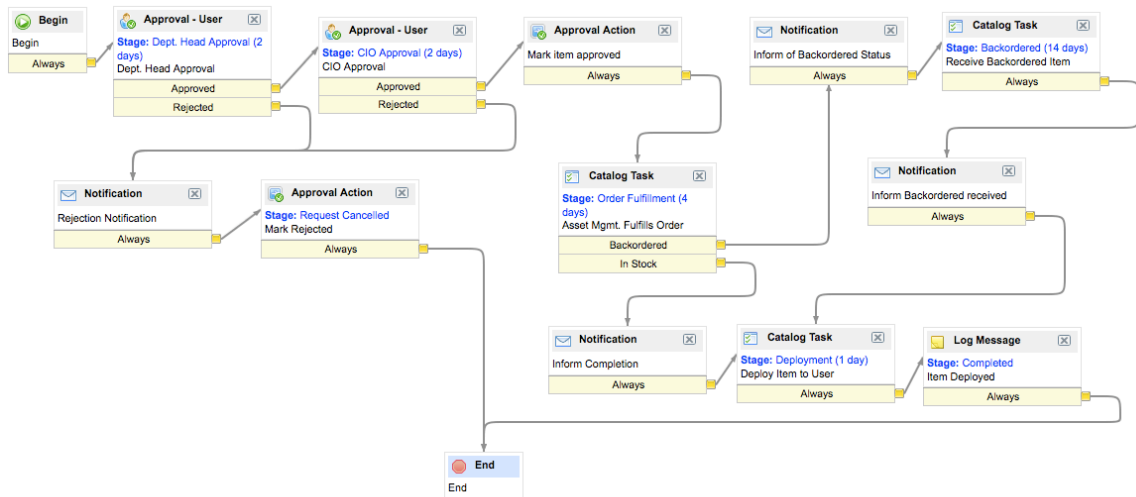 Begin
Begin
Always
Approval - User
Stage: Dept. Head Approval (2
days)
Dept. Head Approval
Approved
Rejected
Approval - User
Stage: CIO Approval (2 days)
CIO Approval
Approved
Rejected
Approval Action
Mark item approved
Always
Notification
Inform of Backordered Status
Always
Catalog Task
Stage: Backordered (14 days)
Receive Backordered Item
Always
Notification
Rejection Notification
Always
Approval Action
Stage: Request Cancelled
Mark Rejected
Always
Catalog Task
Stage: Order Fulfillment (4
days)
Asset Mgmt. Fulfills Order
Backordered
In Stock
Notification
Inform Backordered received
Always
Notification
Inform Completion
Always
Catalog Task
Stage: Deployment (1 day)
Deploy Item to User
Always
Log Message
Stage: Completed
Item Deployed
Always
End
End